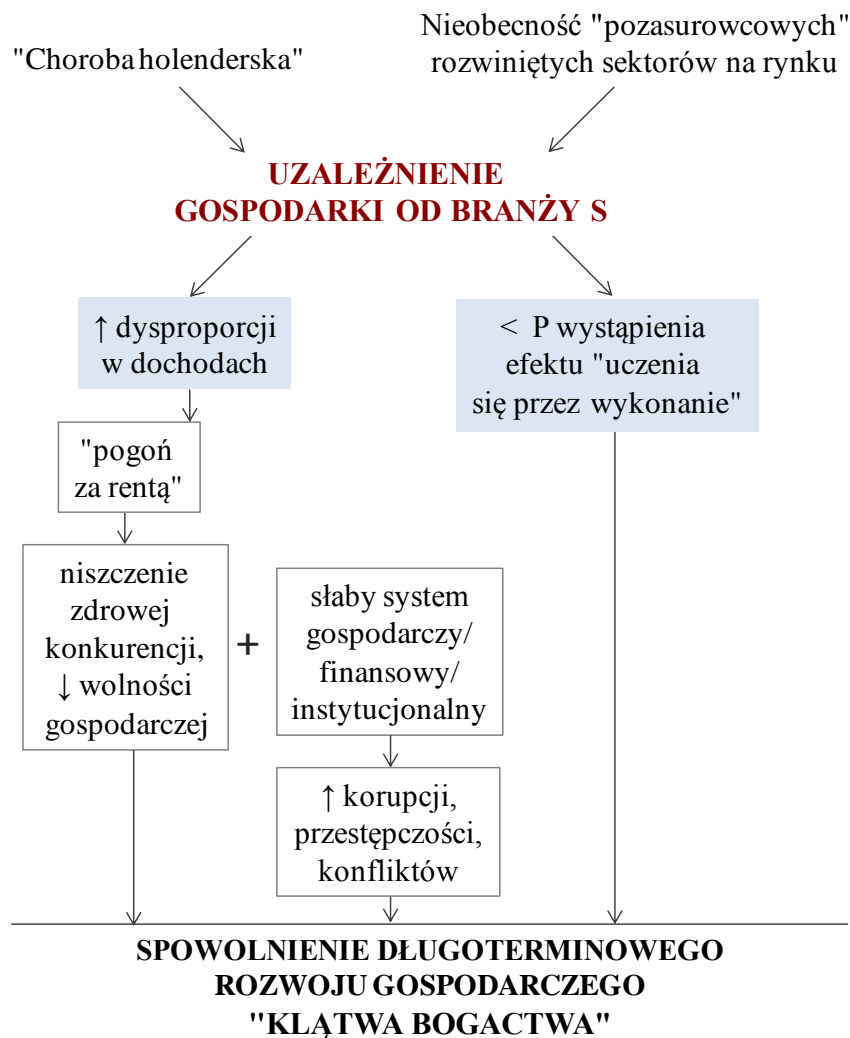 "Choroba holenderska"
Nieobecność "pozasurowcowych"
rozwiniętych sektorów na rynku
UZALEŻNIENIE
GOSPODARKI OD BRANŻY S
↑ dysproporcji
w dochodach
< P wystąpienia
efektu "uczenia
się przez wykonanie"
"pogoń
za rentą"
niszczenie
zdrowej
konkurencji,
↓ wolności
gospodarczej
+
słaby system
gospodarczy/
finansowy/
instytucjonalny
↑ korupcji,
przestępczości,
konfliktów
SPOWOLNIENIE DŁUGOTERMINOWEGO
ROZWOJU GOSPODARCZEGO
"KLĄTWA BOGACTWA"